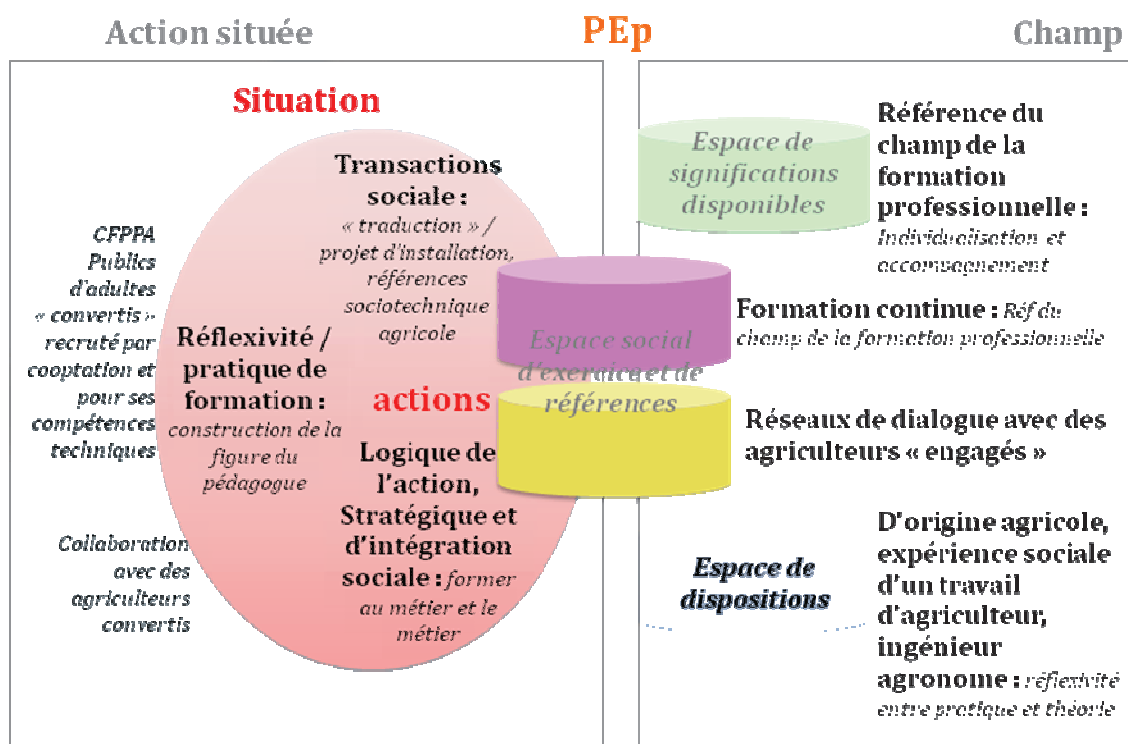 Action située
PEp
Champ
Situation
Transactions
sociale :
« traduction » /
projet d'installation,
références
sociotechnique
agricole
CFPPA
Publics
d'adultes
« convertis »
recruté par
cooptation et
pour ses
compétences
techniques
Réflexivité /
pratique de
formation :
construction de la
figure du
pédagogue
actions
Logique de
l'action,
Stratégique et
d'intégration
sociale : former
au métier et le
métier
Collaboration
avec des
agriculteurs
convertis
Espace de
significations
disponibles
Référence du
champ de la
formation
professionnelle :
Individualisation et
accompagnement
Espace social
d'exercice et de
références
Formation continue : Réf du
champ de la formation professionnelle
Réseaux de dialogue avec des
agriculteurs « engagés »
Espace de
dispositions
D'origine agricole,
expérience sociale
d'un travail
d'agriculteur,
ingénieur
agronome : réflexivité
entre pratique et théorie